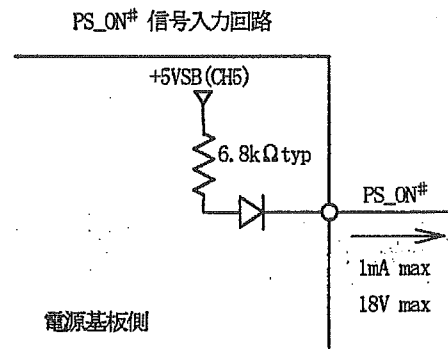 PS_ON# 信号入力回路
+5VSB(CH5)
6.8kΩtyp
PS_ON#
1mA max
18V max
電源基板側